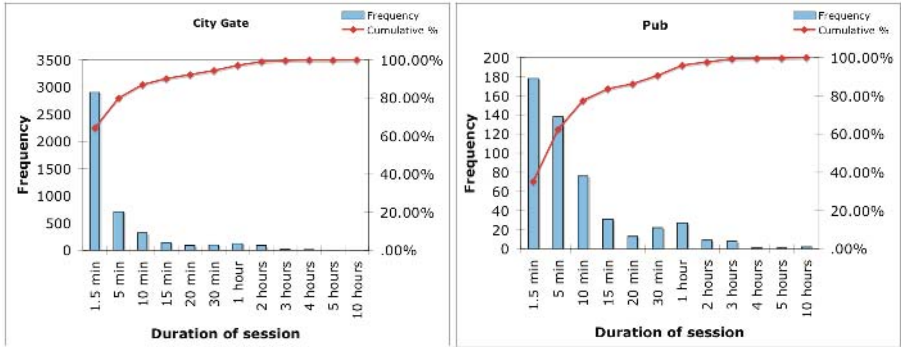 City Gate
Frequency
Cumulative %
3500
3000
2500
2000
1500
1000
500
0
100.00%
80.00%
60.00%
40.00%
20.00%
.00%
Frequency
1.5 min
5 min
10 min
15 min
20 min
30 min
1 hour
2 hours
3 hours
4 hours
5 hours
10 hours
Duration of session
Pub
Frequency
Cumulative %
200
180
160
140
120
100
80
60
40
20
0
100.00%
80.00%
60.00%
40.00%
20.00%
.00%
Frequency
1.5 min
5 min
10 min
15 min
20 min
30 min
1 hour
2 hours
3 hours
4 hours
5 hours
10 hours
Duration of session